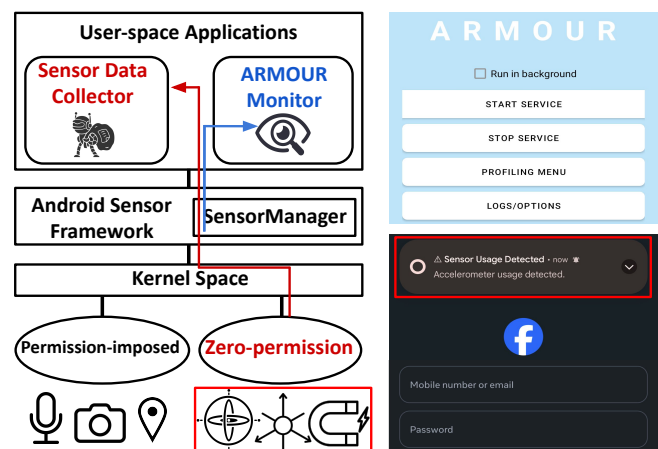 User-space Applications
Sensor Data
Collector
ARMOUR
Monitor
Android Sensor
Framework
SensorManager
Kernel Space
Permission-imposed
Zero-permission
ARMOUR
Run in background
START SERVICE
STOP SERVICE
PROFILING MENU
LOGS/OPTIONS
⚠ Sensor Usage Detected • now
Accelerometer usage detected.
Mobile number or email
Password